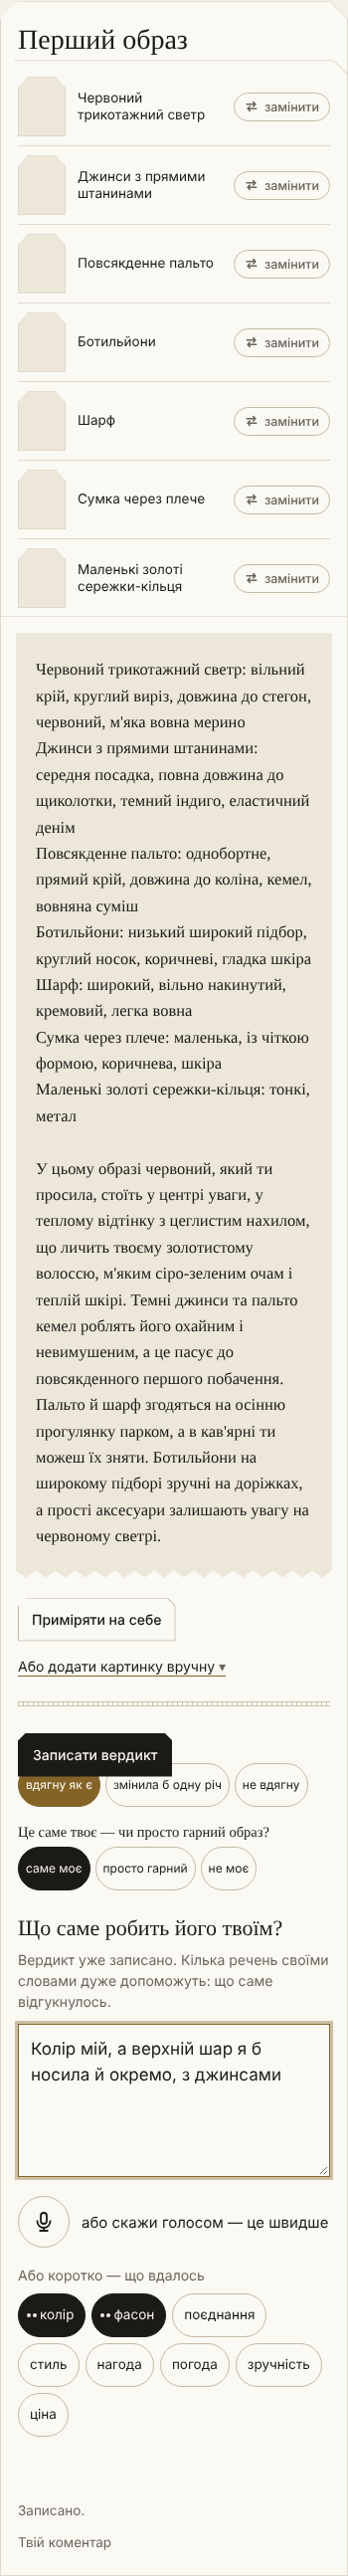 Перший образ
Червоний
трикотажний светр
замінити
Джинси з прямими
штанинами
замінити
Повсякденне пальто
замінити
Ботильйони
замінити
Шарф
замінити
Сумка через плече
замінити
Маленькі золоті
сережки-кільця
замінити
Червоний трикотажний светр: вільний
крій, круглий виріз, довжина до стегон,
червоний, м'яка вовна мерино
Джинси з прямими штанинами:
середня посадка, повна довжина до
щиколотки, темний індиго, еластичний
денім
Повсякденне пальто: однобортне,
прямий крій, довжина до коліна, кемел,
вовняна суміш
Ботильйони: низький широкий підбор,
круглий носок, коричневі, гладка шкіра
Шарф: широкий, вільно накинутий,
кремовий, легка вовна
Сумка через плече: маленька, із чіткою
формою, коричнева, шкіра
Маленькі золоті сережки-кільця: тонкі,
метал
У цьому образі червоний, який ти
просила, стоїть у центрі уваги, у
теплому відтінку з цеглистим нахилом,
що личить твоєму золотистому
волоссю, м'яким сіро-зеленим очам і
теплій шкірі. Темні джинси та пальто
кемел роблять його охайним і
невимушеним, а це пасує до
повсякденного першого побачення.
Пальто й шарф згодяться на осінню
прогулянку парком, а в кав'ярні ти
можеш їх зняти. Ботильйони на
широкому підборі зручні на доріжках,
а прості аксесуари залишають увагу на
червоному светрі.
Приміряти на себе
Або додати картинку вручну ▾
Записати вердикт
вдягну як є
змінила б одну річ
не вдягну
Це саме твоє — чи просто гарний образ?
саме моє
просто гарний
не моє
Що саме робить його твоїм?
Вердикт уже записано. Кілька речень своїми
словами дуже допоможуть: що саме
відгукнулось.
Колір мій, а верхній шар я б
носила й окремо, з джинсами
або скажи голосом — це швидше
Або коротко — що вдалось
•• колір
•• фасон
поєднання
стиль
нагода
погода
зручність
ціна
Записано.
Твій коментар